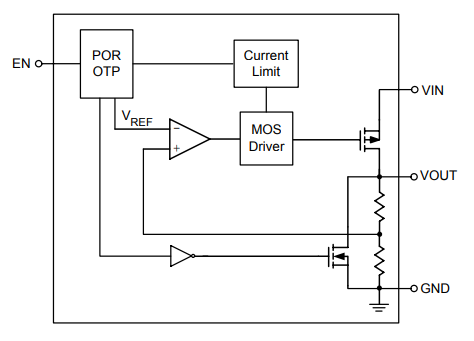 EN
POR
OTP
Current
Limit
VIN
VREF
−
+
MOS
Driver
VOUT
GND